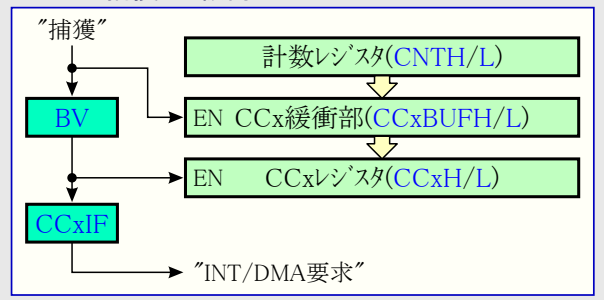 "捕獲"
計数レジスタ(CNTH/L)
BV
EN CCx緩衝部(CCxBUFH/L)
EN CCxレジスタ(CCxH/L)
CCxIF
"INT/DMA要求"